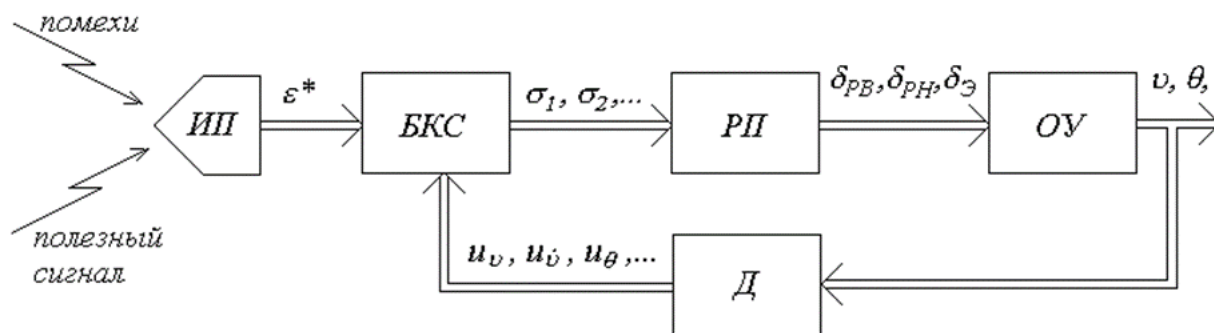 помехи
ε*
σ1, σ2,...
δРВ, δРН, δЭ
υ, θ,
ИП
БКС
РП
ОУ
полезный
сигнал
uυ, uυ̇, uθ,...
Д